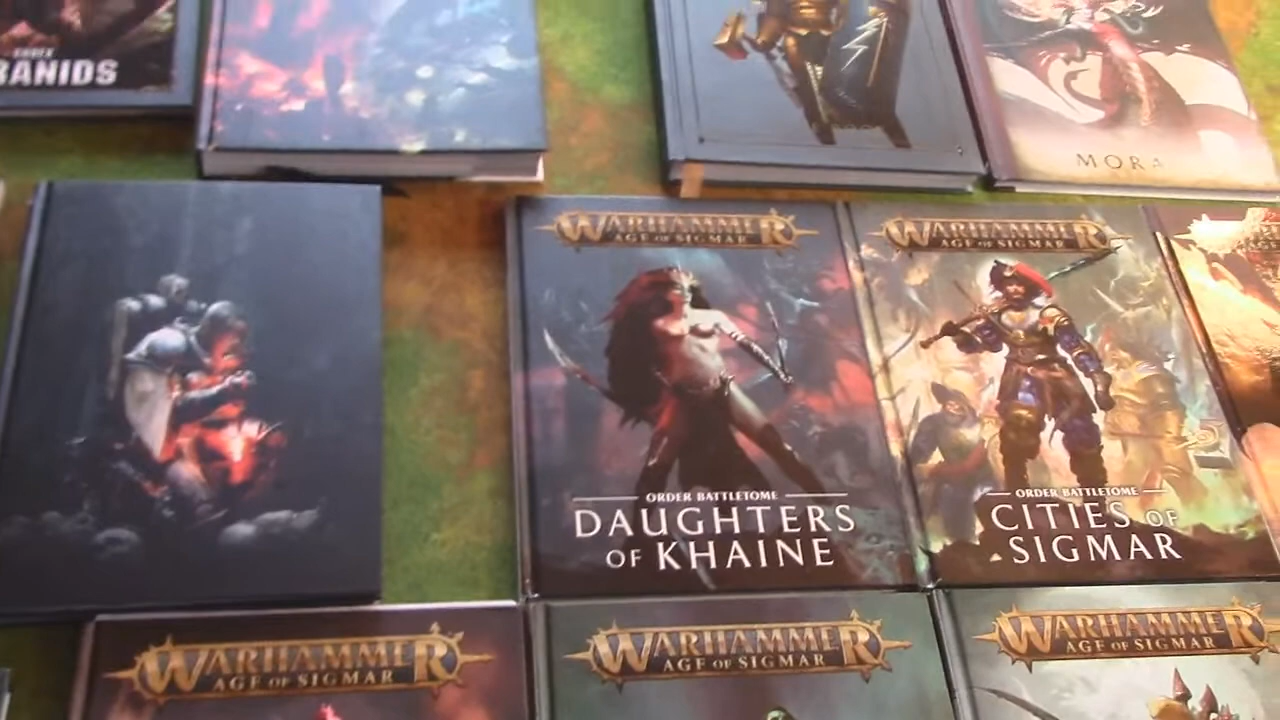 RANIDS
MORA
WARHAMMER
AGE OF SIGMAR
ORDER BATTLETOME
DAUGHTERS
OF KHAINE
WARHAMMER
AGE OF SIGMAR
ORDER BATTLETOME
CITIES OF
SIGMAR
WARHAMMER
AGE OF SIGMAR
WARHAMMER
AGE OF SIGMAR
WARHAMMER
AGE OF SIGMAR